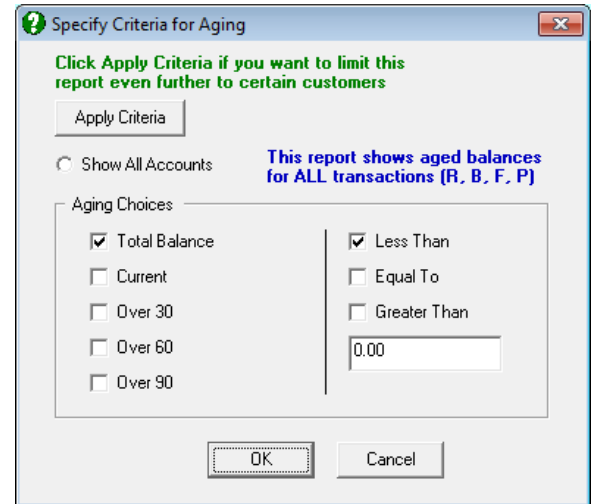 Specify Criteria for Aging
Click Apply Criteria if you want to limit this
report even further to certain customers
Apply Criteria
Show All Accounts
This report shows aged balances
for ALL transactions (R, B, F, P)
Aging Choices
Total Balance
Current
Over 30
Over 60
Over 90
Less Than
Equal To
Greater Than
0.00
OK
Cancel